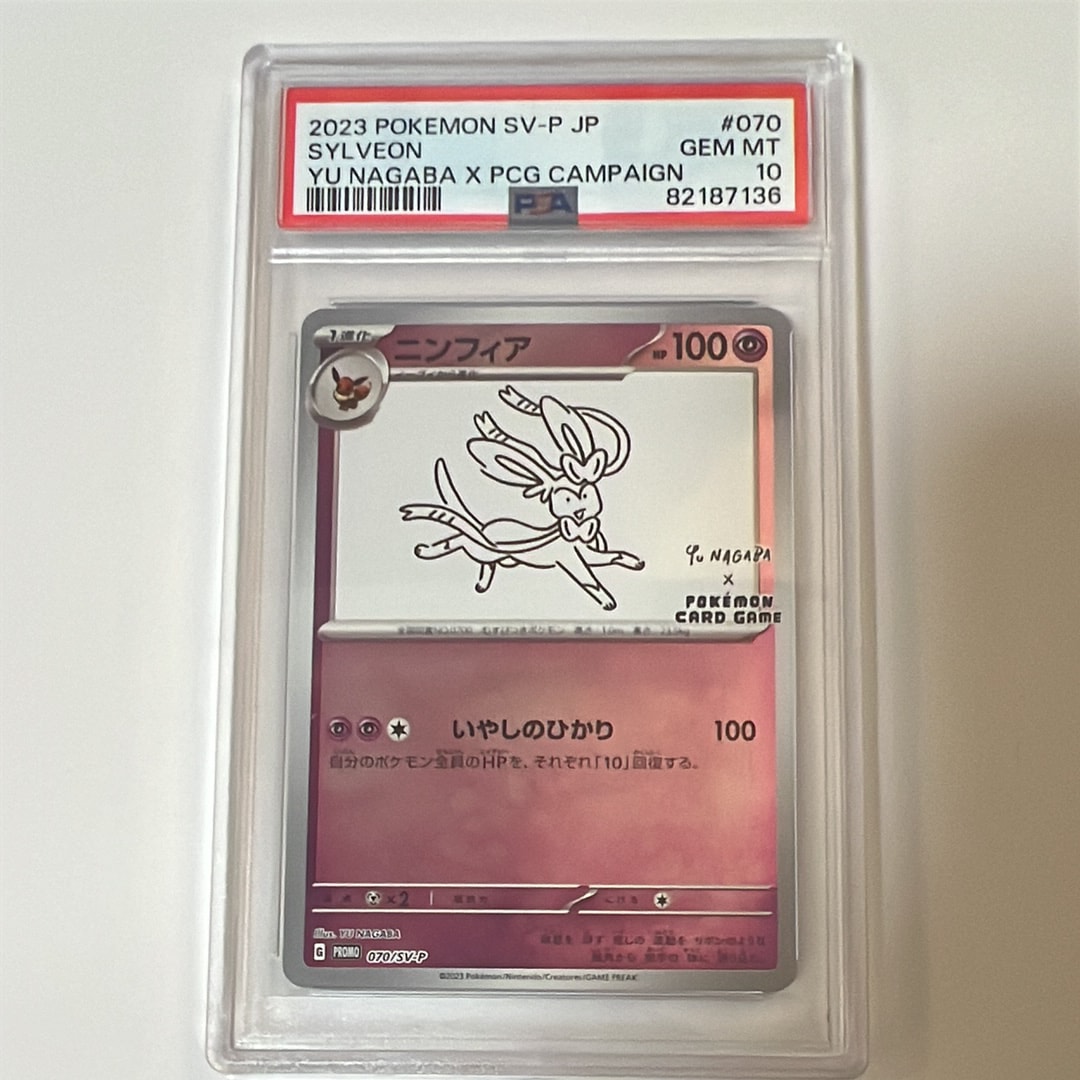 2023 POKEMON SV-P JP #070
SYLVEON GEM MT
YU NAGABA X PCG CAMPAIGN 10
PSA 82187136
1進化 ニンフィア HP 100
Yu NAGABA
X
POKÉMON
CARD GAME
いやしのひかり 100
自分のポケモン全員のHPを、それぞれ「10」回復する。
×2
Illus. YU NAGABA
G PROMO 070/SV-P
©2023 Pokémon/Nintendo/Creatures/GAME FREAK